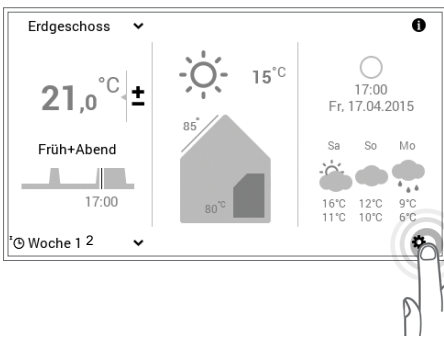 Erdgeschoss
21,0 °C ±
Früh+Abend
17:00
Woche 1 2
15°C
85°
80°C
17:00
Fr, 17.04.2015
Sa So Mo
16°C 12°C 9°C
11°C 10°C 6°C